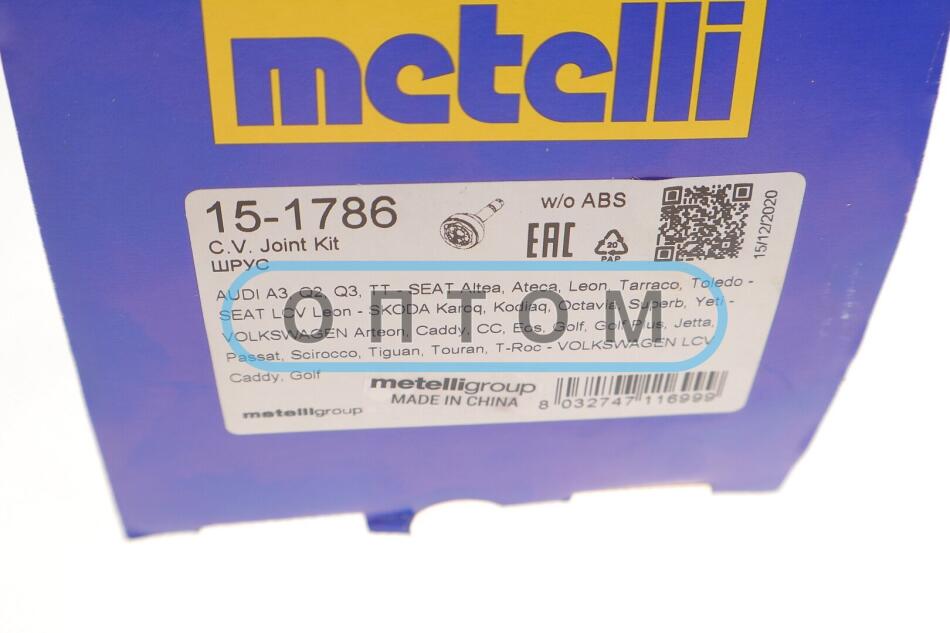 metelli
15-1786
w/o ABS
C.V. Joint Kit
ШРУС
EAC
20
PAP
15/12/2020
AUDI A3, Q2, Q3, TT - SEAT Altea, Ateca, Leon, Tarraco, Toledo -
SEAT LCV Leon - SKODA Karoq, Kodiaq, Octavia, Superb, Yeti -
VOLKSWAGEN Arteon, Caddy, CC, Eos, Golf, Golf Plus, Jetta,
Passat, Scirocco, Tiguan, Touran, T-Roc - VOLKSWAGEN LCV
Caddy, Golf
ОПТОМ
metelligroup
metelligroup
MADE IN CHINA
8 032747 116999